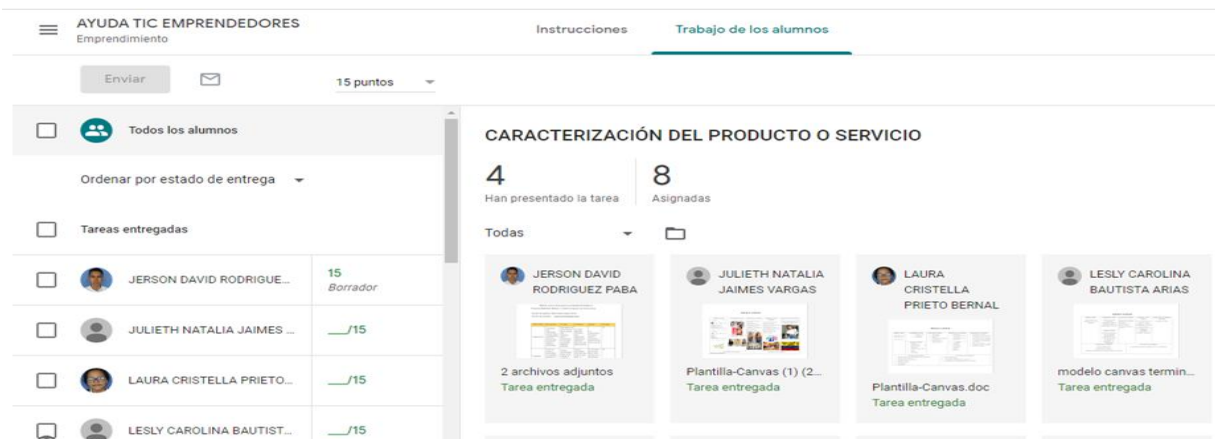 AYUDA TIC EMPRENDEDORES
Emprendimiento
Instrucciones
Trabajo de los alumnos
Enviar
15 puntos
Todos los alumnos
Ordenar por estado de entrega
Tareas entregadas
JERSON DAVID RODRIGUE...
15
Borrador
JULIETH NATALIA JAIMES ...
__/15
LAURA CRISTELLA PRIETO...
__/15
LESLY CAROLINA BAUTIST...
__/15
CARACTERIZACIÓN DEL PRODUCTO O SERVICIO
4
Han presentado la tarea
8
Asignadas
Todas
JERSON DAVID
RODRIGUEZ PABA
2 archivos adjuntos
Tarea entregada
JULIETH NATALIA
JAIMES VARGAS
Plantilla-Canvas (1) (2...
Tarea entregada
LAURA
CRISTELLA
PRIETO BERNAL
Plantilla-Canvas.doc
Tarea entregada
LESLY CAROLINA
BAUTISTA ARIAS
modelo canvas termin...
Tarea entregada